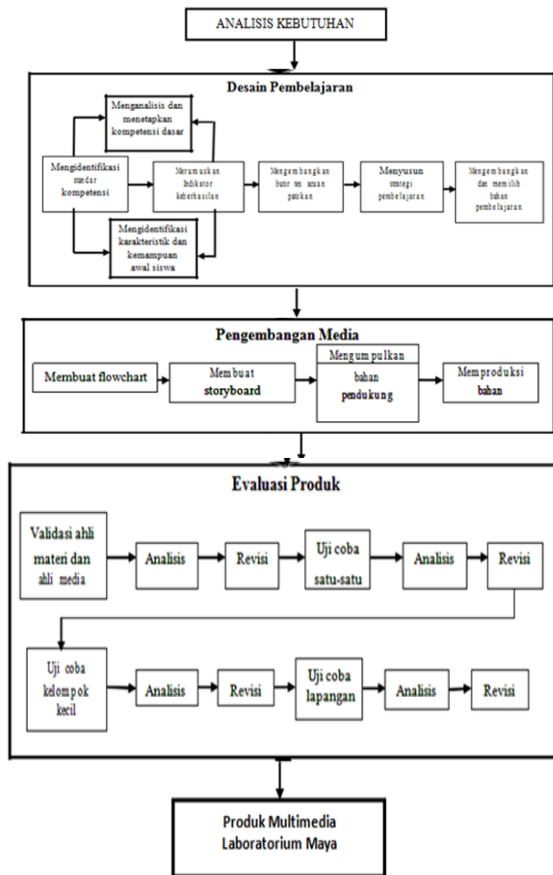 ANALISIS KEBUTUHAN
Desain Pembelajaran
Menganalisis dan
menetapkan
kompetensi dasar
Mengidentifikasi
standar
kompetensi
Merumuskan
Indikator
keberhasilan
Mengembangkan
butir tes acuan
patokan
Menyusun
strategi
pembelajaran
Mengembangkan
dan memilih
bahan
pembelajaran
Mengidentifikasi
karakteristik dan
kemampuan
awal siswa
Pengembangan Media
Membuat flowchart
Membuat
storyboard
Mengumpulkan
bahan
pendukung
Memproduksi
bahan
Evaluasi Produk
Validasi ahli
materi dan
ahli media
Analisis
Revisi
Uji coba
satu-satu
Analisis
Revisi
Uji coba
kelompok
kecil
Analisis
Revisi
Uji coba
lapangan
Analisis
Revisi
Produk Multimedia
Laboratorium Maya